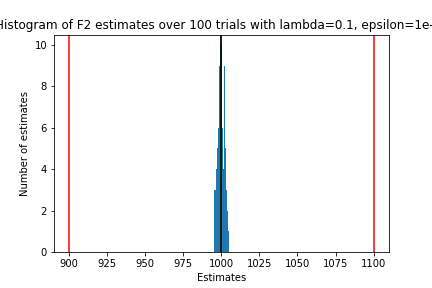 Histogram of F2 estimates over 100 trials with lambda=0.1, epsilon=1e-
10
8
6
4
2
0
Number of estimates
900 925 950 975 1000 1025 1050 1075 1100
Estimates